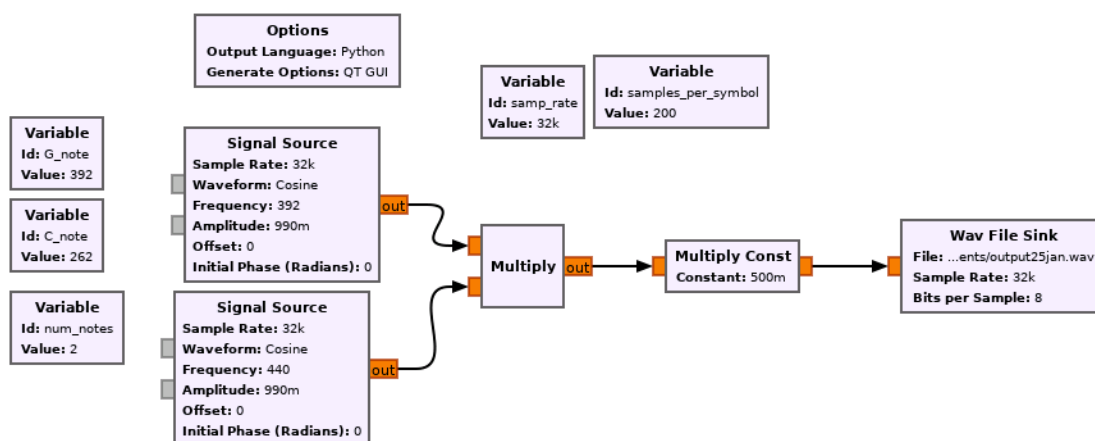 Options
Output Language: Python
Generate Options: QT GUI
Variable
Id: samp_rate
Value: 32k
Variable
Id: samples_per_symbol
Value: 200
Variable
Id: G_note
Value: 392
Variable
Id: C_note
Value: 262
Variable
Id: num_notes
Value: 2
Signal Source
Sample Rate: 32k
Waveform: Cosine
Frequency: 392
Amplitude: 990m
Offset: 0
Initial Phase (Radians): 0
out
Signal Source
Sample Rate: 32k
Waveform: Cosine
Frequency: 440
Amplitude: 990m
Offset: 0
Initial Phase (Radians): 0
out
Multiply
out
Multiply Const
Constant: 500m
Wav File Sink
File: ...ents/output25jan.wav
Sample Rate: 32k
Bits per Sample: 8